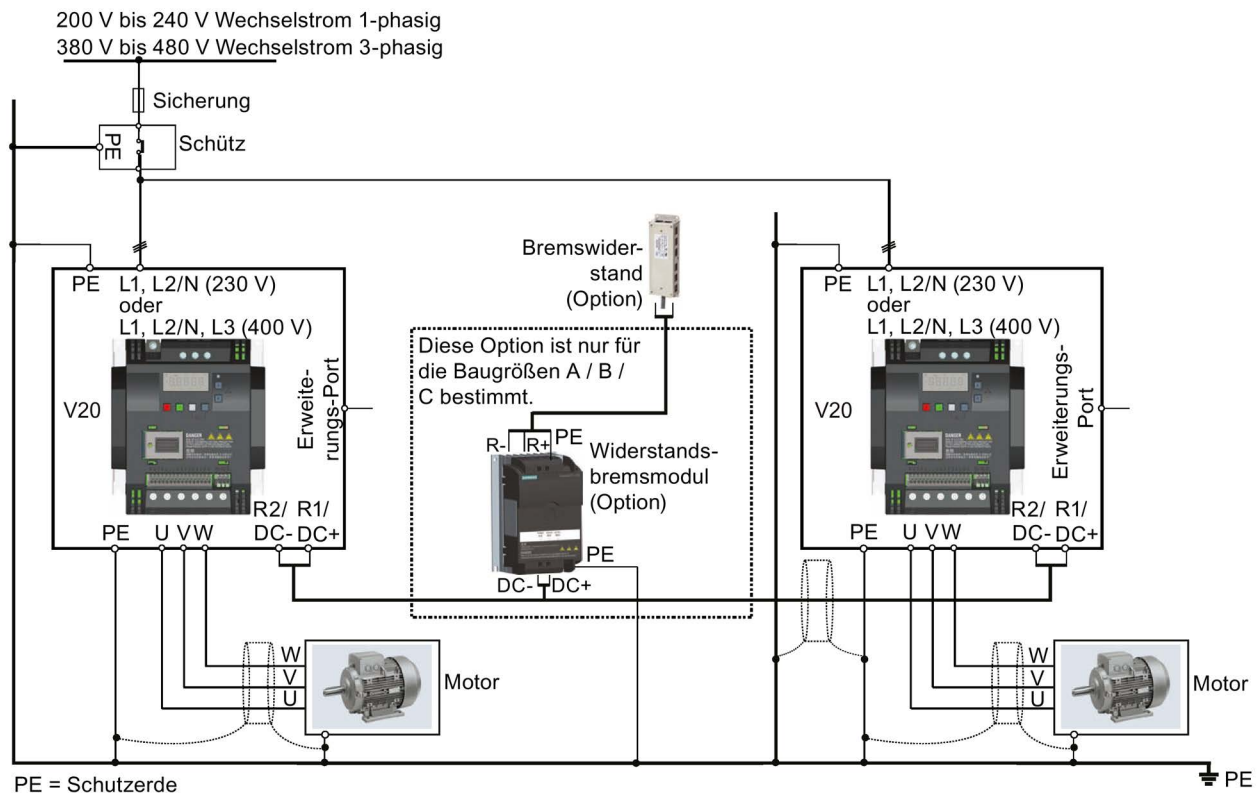 200 V bis 240 V Wechselstrom 1-phasig
380 V bis 480 V Wechselstrom 3-phasig
Sicherung
PE
Schütz
Bremswider-
stand
(Option)
PE
L1, L2/N (230 V)
oder
L1, L2/N, L3 (400 V)
V20
Erweite-
rungs-Port
R2/
DC-
R1/
DC+
PE
U
V
W
Diese Option ist nur für
die Baugrößen A / B /
C bestimmt.
R-
R+
PE
Widerstands-
bremsmodul
(Option)
PE
DC-
DC+
PE
L1, L2/N (230 V)
oder
L1, L2/N, L3 (400 V)
V20
Erweiterungs-
Port
R2/
DC-
R1/
DC+
PE
U
V
W
W
V
U
Motor
W
V
U
Motor
PE
PE = Schutzerde